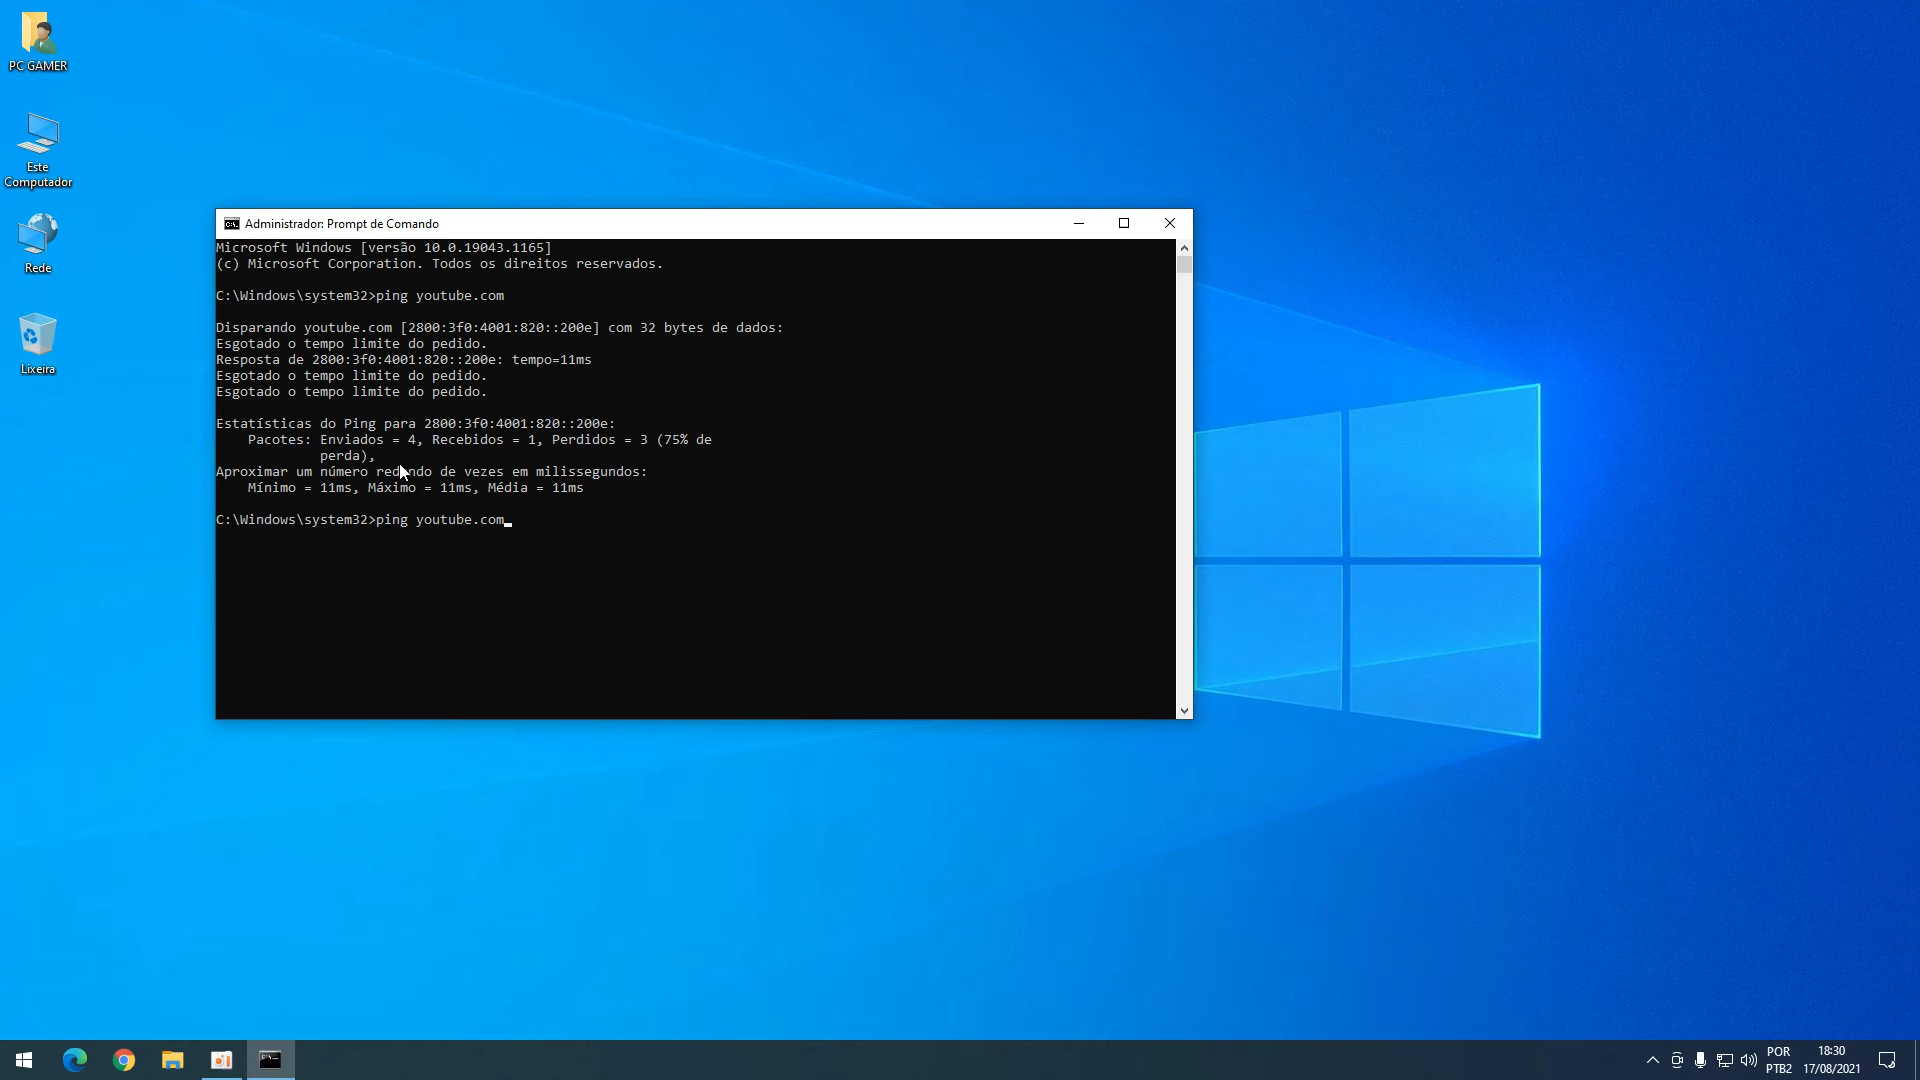 PC GAMER
Este
Computador
Rede
Lixeira
Administrador: Prompt de Comando
Microsoft Windows [versão 10.0.19043.1165]
(c) Microsoft Corporation. Todos os direitos reservados.
C:\Windows\system32>ping youtube.com
Disparando youtube.com [2800:3f0:4001:820::200e] com 32 bytes de dados:
Esgotado o tempo limite do pedido.
Resposta de 2800:3f0:4001:820::200e: tempo=11ms
Esgotado o tempo limite do pedido.
Esgotado o tempo limite do pedido.
Estatísticas do Ping para 2800:3f0:4001:820::200e:
Pacotes: Enviados = 4, Recebidos = 1, Perdidos = 3 (75% de
perda),
Aproximar um número redondo de vezes em milissegundos:
Mínimo = 11ms, Máximo = 11ms, Média = 11ms
C:\Windows\system32>ping youtube.com
POR
PTB2
18:30
17/08/2021